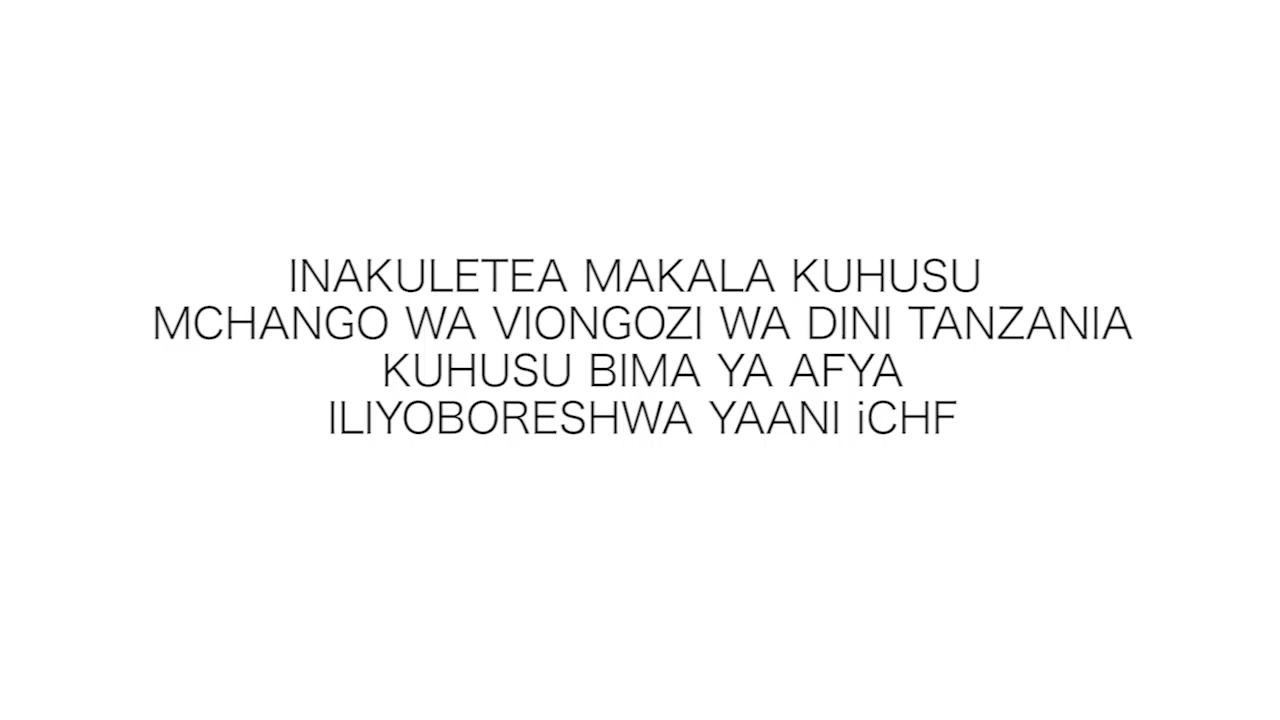 INAKULETEA MAKALA KUHUSU
MCHANGO WA VIONGOZI WA DINI TANZANIA
KUHUSU BIMA YA AFYA
ILIYOBORESHWA YAANI iCHF